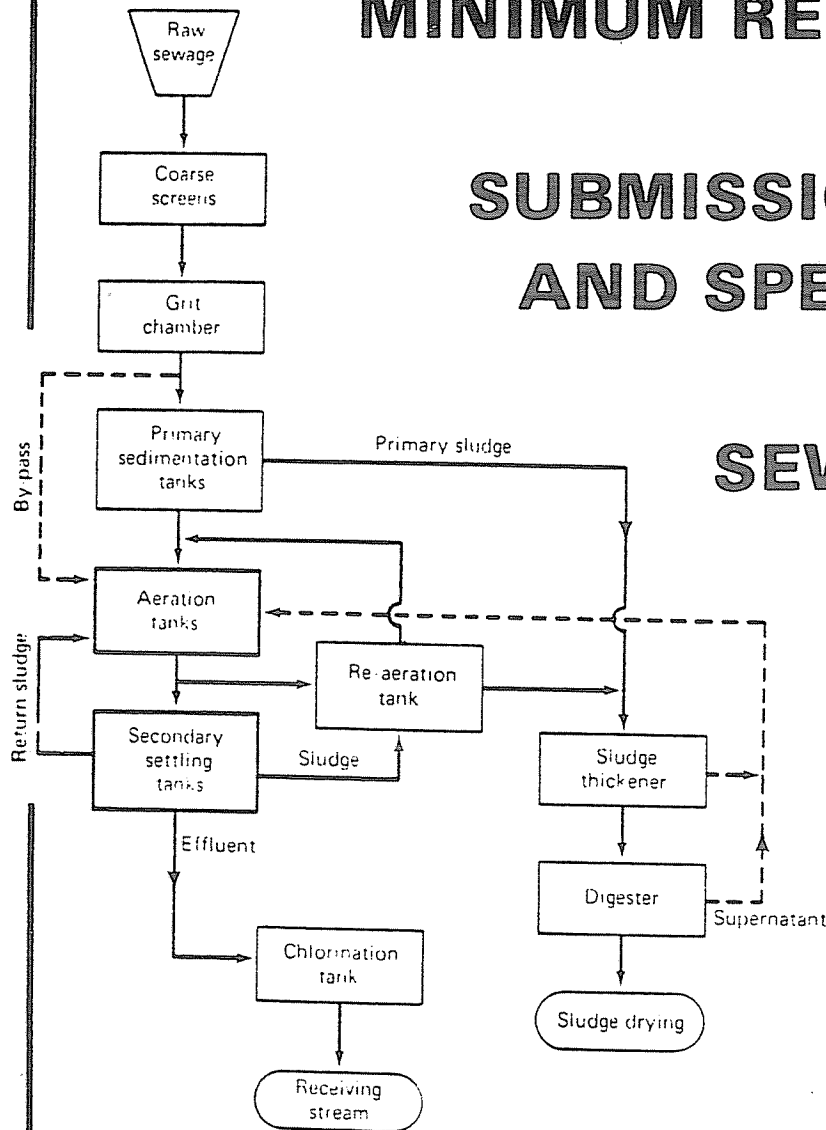 MINIMUM RE
SUBMISSI
AND SPE
SEW
Raw
sewage
Coarse
screens
Grit
chamber
By-pass
Primary
sedimentation
tanks
Primary sludge
Aeration
tanks
Return sludge
Re-aeration
tank
Secondary
settling
tanks
Sludge
Sludge
thickener
Effluent
Digester
Supernatant
Chlorination
tank
Sludge drying
Receiving
stream